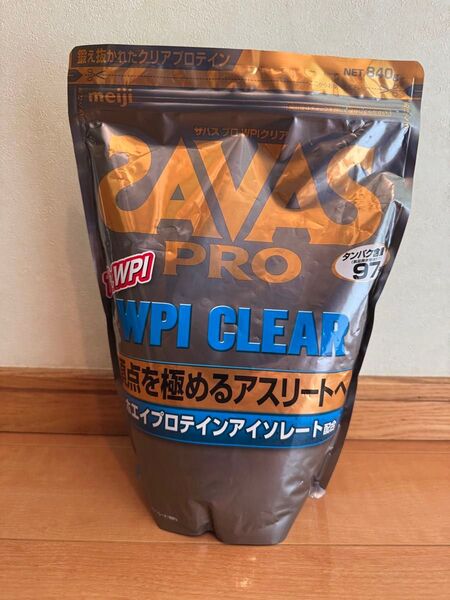 鍛え抜かれたクリアプロテイン
NET 840g
meiji
ザバス プロ WPIクリア
SAVAS
PRO
WPI
タンパク含量
97
WPI CLEAR
頂点を極めるアスリートへ
ホエイプロテインアイソレート配合